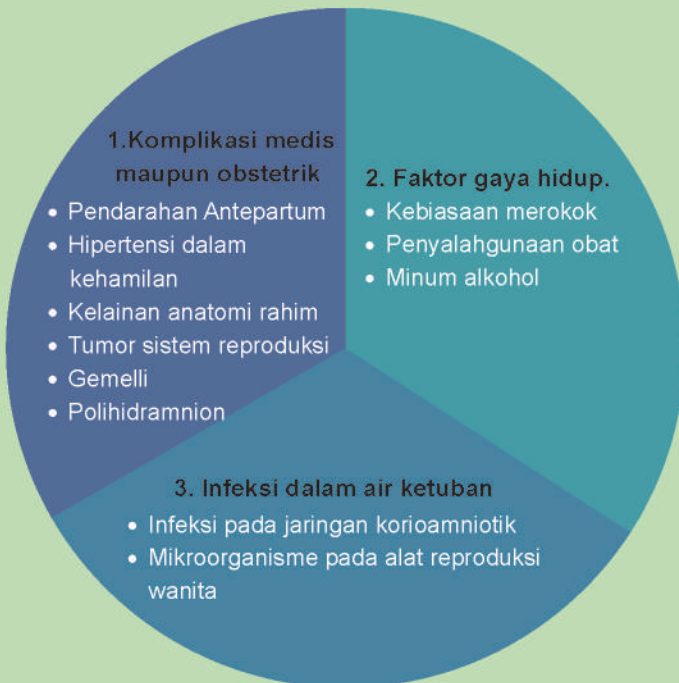 1.Komplikasi medis
maupun obstetrik
• Pendarahan Antepartum
• Hipertensi dalam
kehamilan
• Kelainan anatomi rahim
• Tumor sistem reproduksi
• Gemelli
• Polihidramnion
2. Faktor gaya hidup.
• Kebiasaan merokok
• Penyalahgunaan obat
• Minum alkohol
3. Infeksi dalam air ketuban
• Infeksi pada jaringan korioamniotik
• Mikroorganisme pada alat reproduksi
wanita